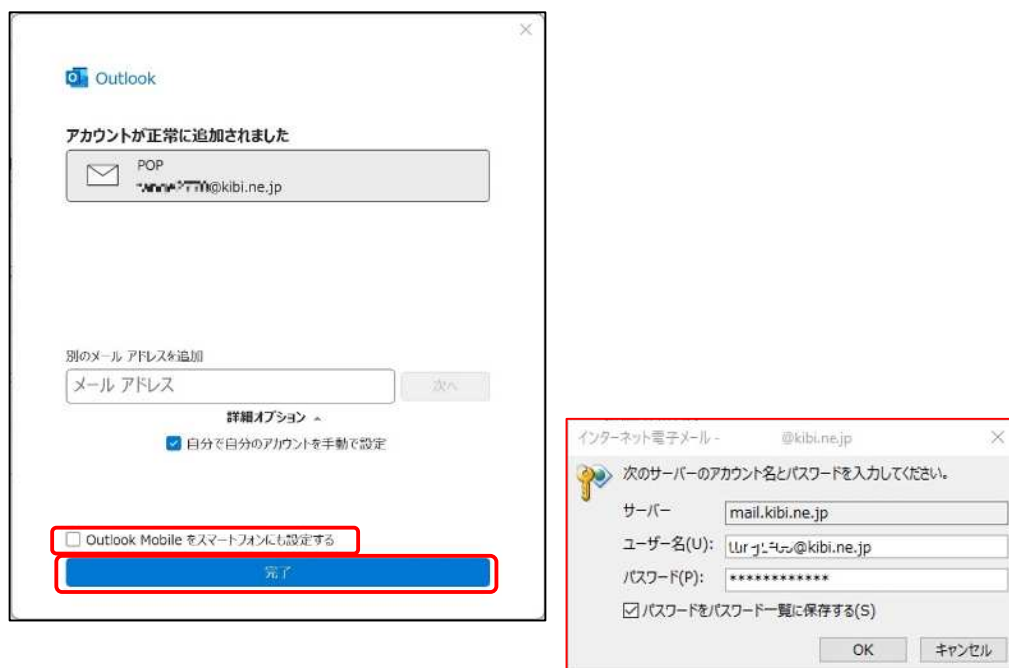 Outlook
アカウントが正常に追加されました
POP
@kibi.ne.jp
別のメール アドレスを追加
メール アドレス
次へ
詳細オプション
自分で自分のアカウントを手動で設定
Outlook Mobile をスマートフォンにも設定する
完了
インターネット電子メール - @kibi.ne.jp
次のサーバーのアカウント名とパスワードを入力してください。
サーバー mail.kibi.ne.jp
ユーザー名(U): @kibi.ne.jp
パスワード(P): ************
パスワードをパスワード一覧に保存する(S)
OK キャンセル